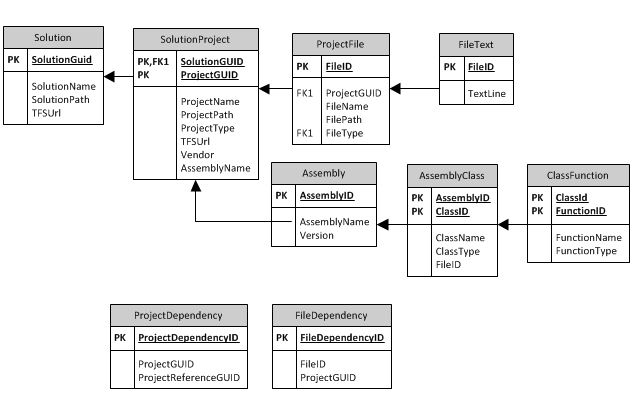 Solution
PK SolutionGuid
SolutionName
SolutionPath
TFSUrl
SolutionProject
PK,FK1 SolutionGUID
PK ProjectGUID
ProjectName
ProjectPath
ProjectType
TFSUrl
Vendor
AssemblyName
ProjectFile
PK FileID
FK1 ProjectGUID
FileName
FilePath
FK1 FileType
FileText
PK FileID
TextLine
Assembly
PK AssemblyID
AssemblyName
Version
AssemblyClass
PK AssemblyID
PK ClassID
ClassName
ClassType
FileID
ClassFunction
PK ClassId
PK FunctionID
FunctionName
FunctionType
ProjectDependency
PK ProjectDependencyID
ProjectGUID
ProjectReferenceGUID
FileDependency
PK FileDependencyID
FileID
ProjectGUID